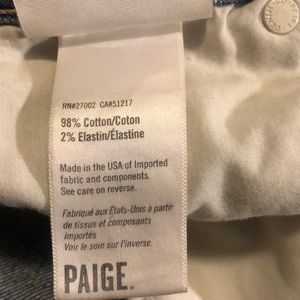 RN#27002 CA#51217
98% Cotton/Coton
2% Elastin/Élastine
Made in the USA of Imported
fabric and components.
See care on reverse.
Fabriqué aux États-Unis à partir
de tissus et composants
importés
Voir le soin sur l'inverse.
PAIGE.